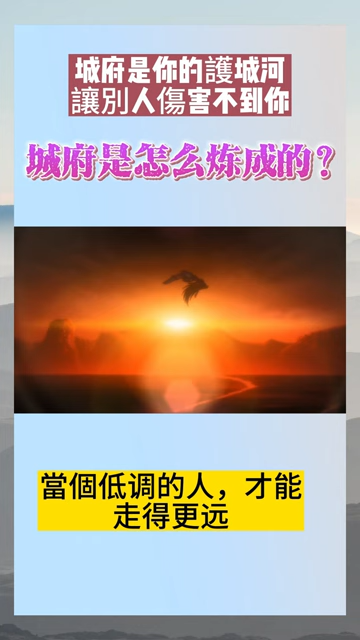 城府是你的護城河
讓別人傷害不到你
城府是怎么炼成的？
當個低调的人，才能
走得更远